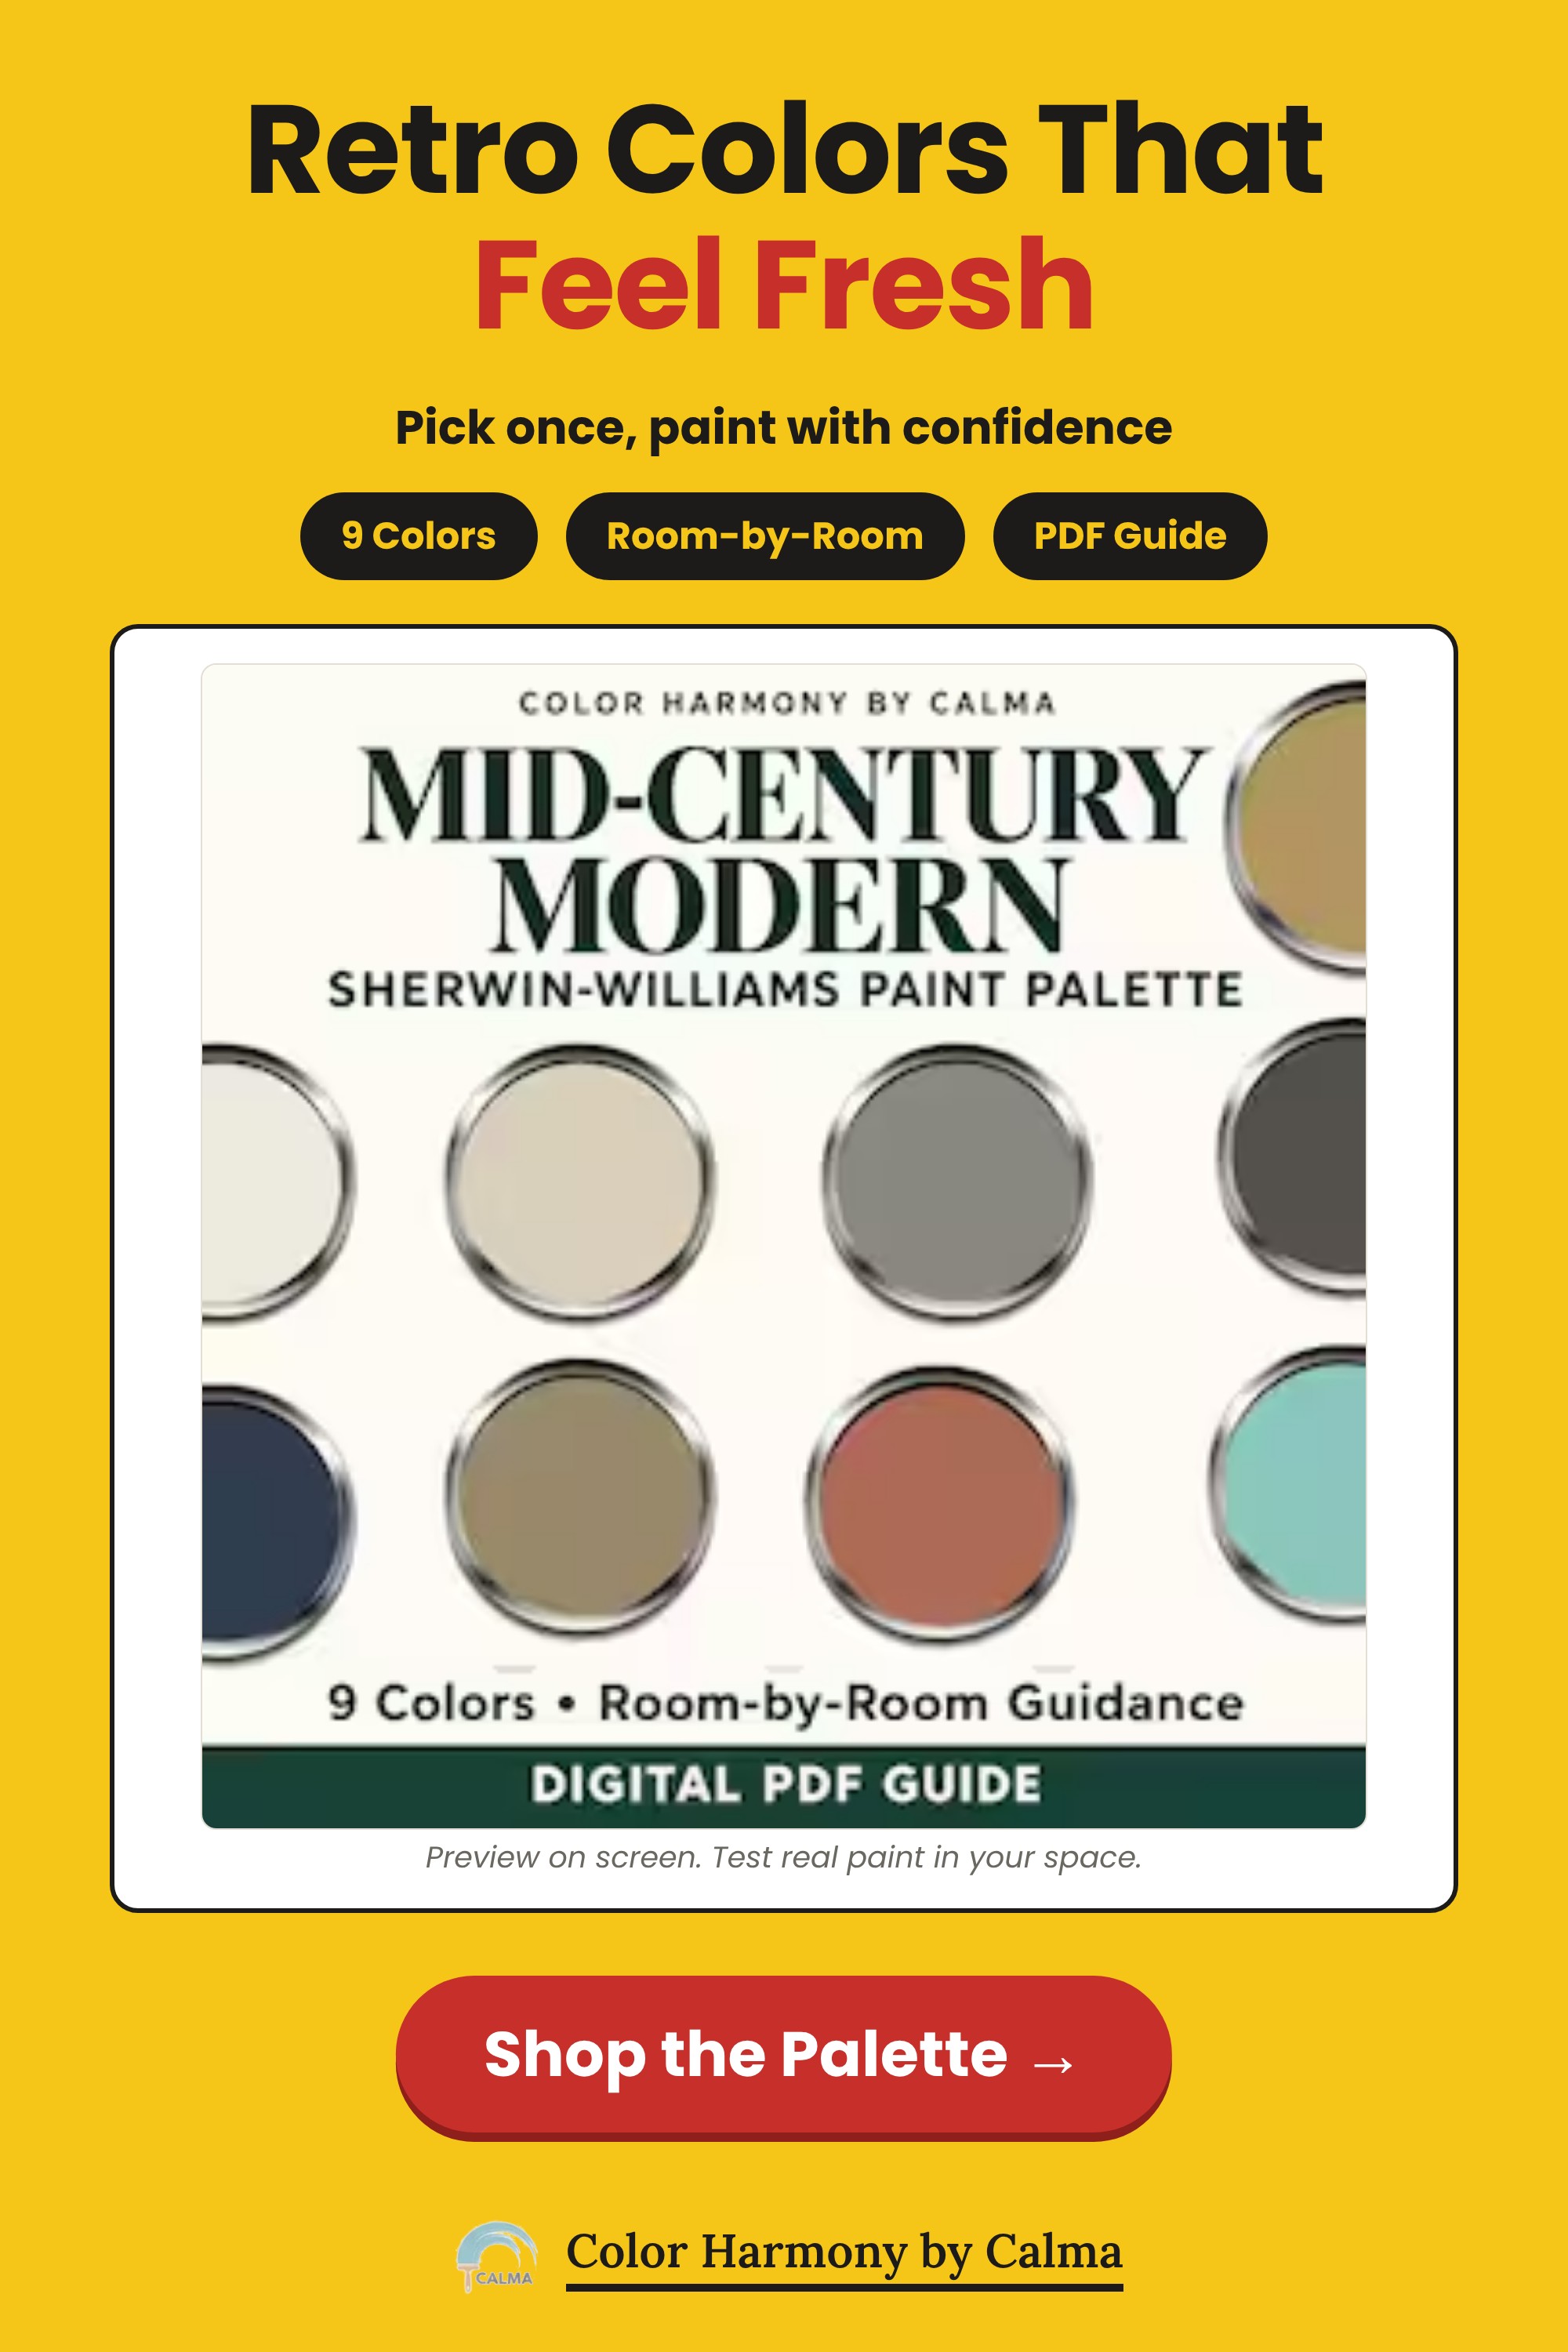 Retro Colors That
Feel Fresh
Pick once, paint with confidence
9 Colors
Room-by-Room
PDF Guide
COLOR HARMONY BY CALMA
MID-CENTURY
MODERN
SHERWIN-WILLIAMS PAINT PALETTE
9 Colors • Room-by-Room Guidance
DIGITAL PDF GUIDE
Preview on screen. Test real paint in your space.
Shop the Palette →
CALMA
Color Harmony by Calma